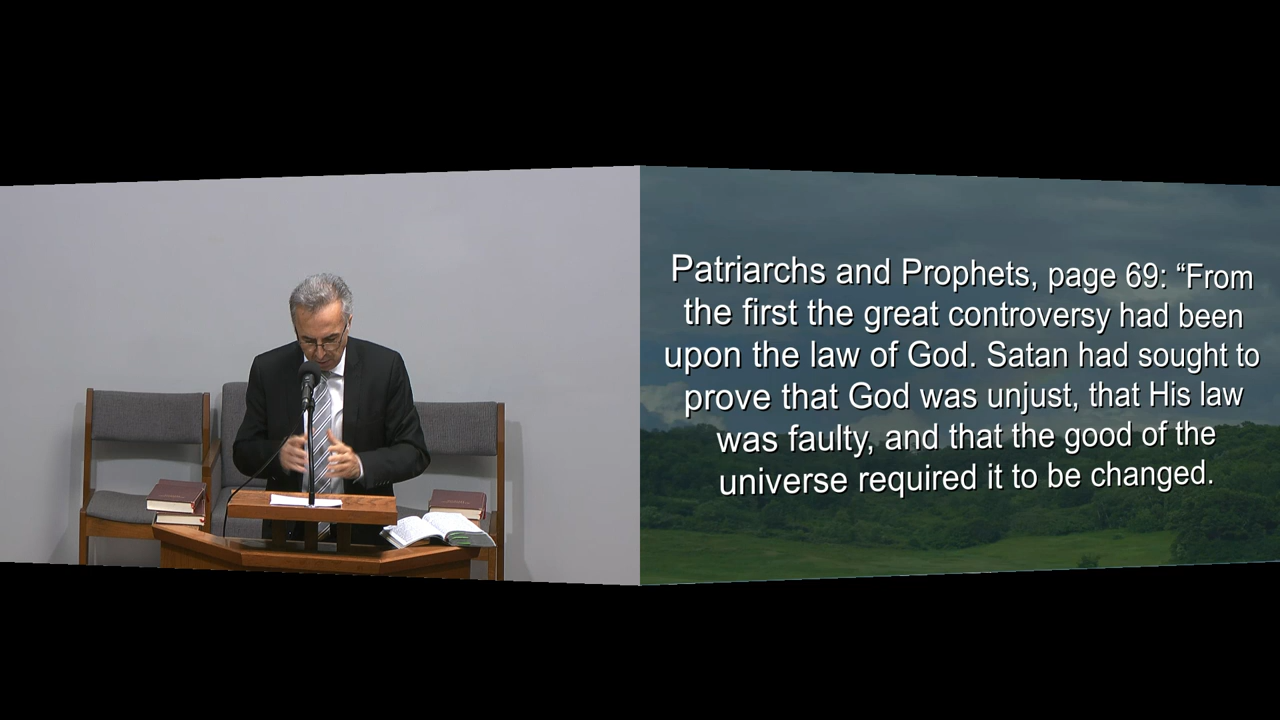 Patriarchs and Prophets, page 69: “From
the first the great controversy had been
upon the law of God. Satan had sought to
prove that God was unjust, that His law
was faulty, and that the good of the
universe required it to be changed.